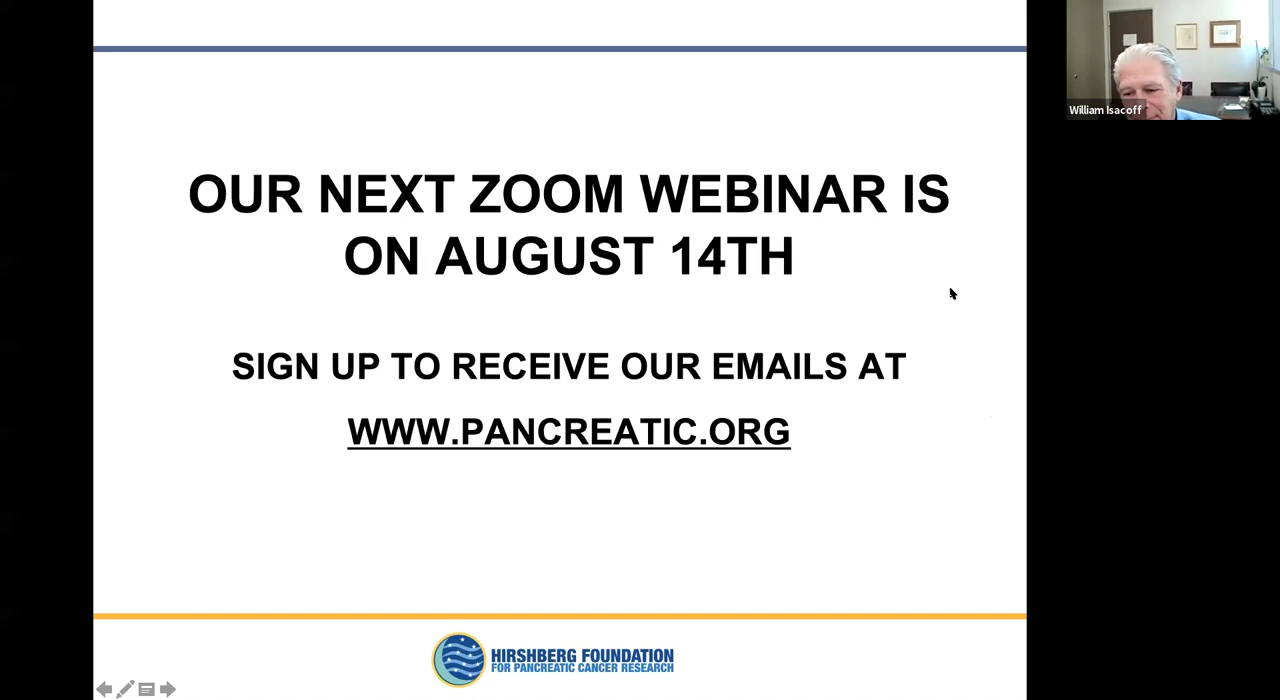 OUR NEXT ZOOM WEBINAR IS
ON AUGUST 14TH
SIGN UP TO RECEIVE OUR EMAILS AT
WWW.PANCREATIC.ORG
HIRSHBERG FOUNDATION
FOR PANCREATIC CANCER RESEARCH
William Isacoff